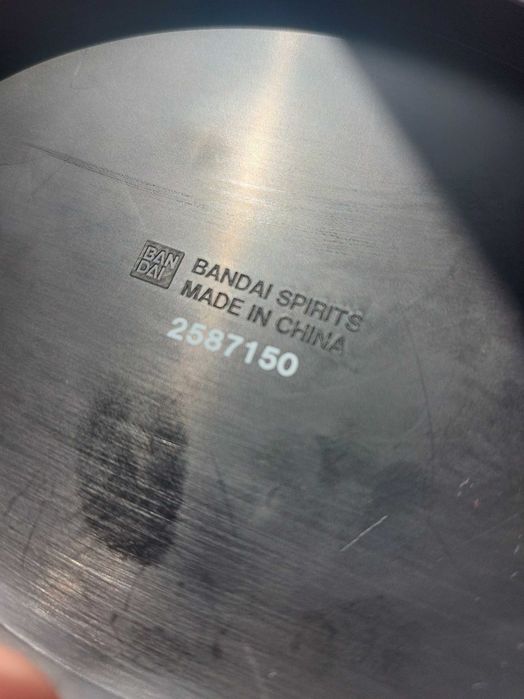 BAN
DAI
BANDAI SPIRITS
MADE IN CHINA
2587150